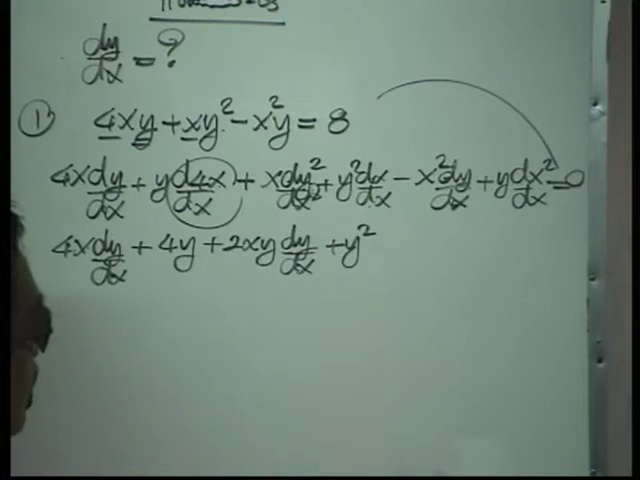 dy/dx = ?
① 4xy + xy² - x²y = 8
4x dy/dx + y d4x/dx + x dy²/dx + y² dx/dx - x² dy/dx + y dx²/dx = 0
4x dy/dx + 4y + 2xy dy/dx + y²